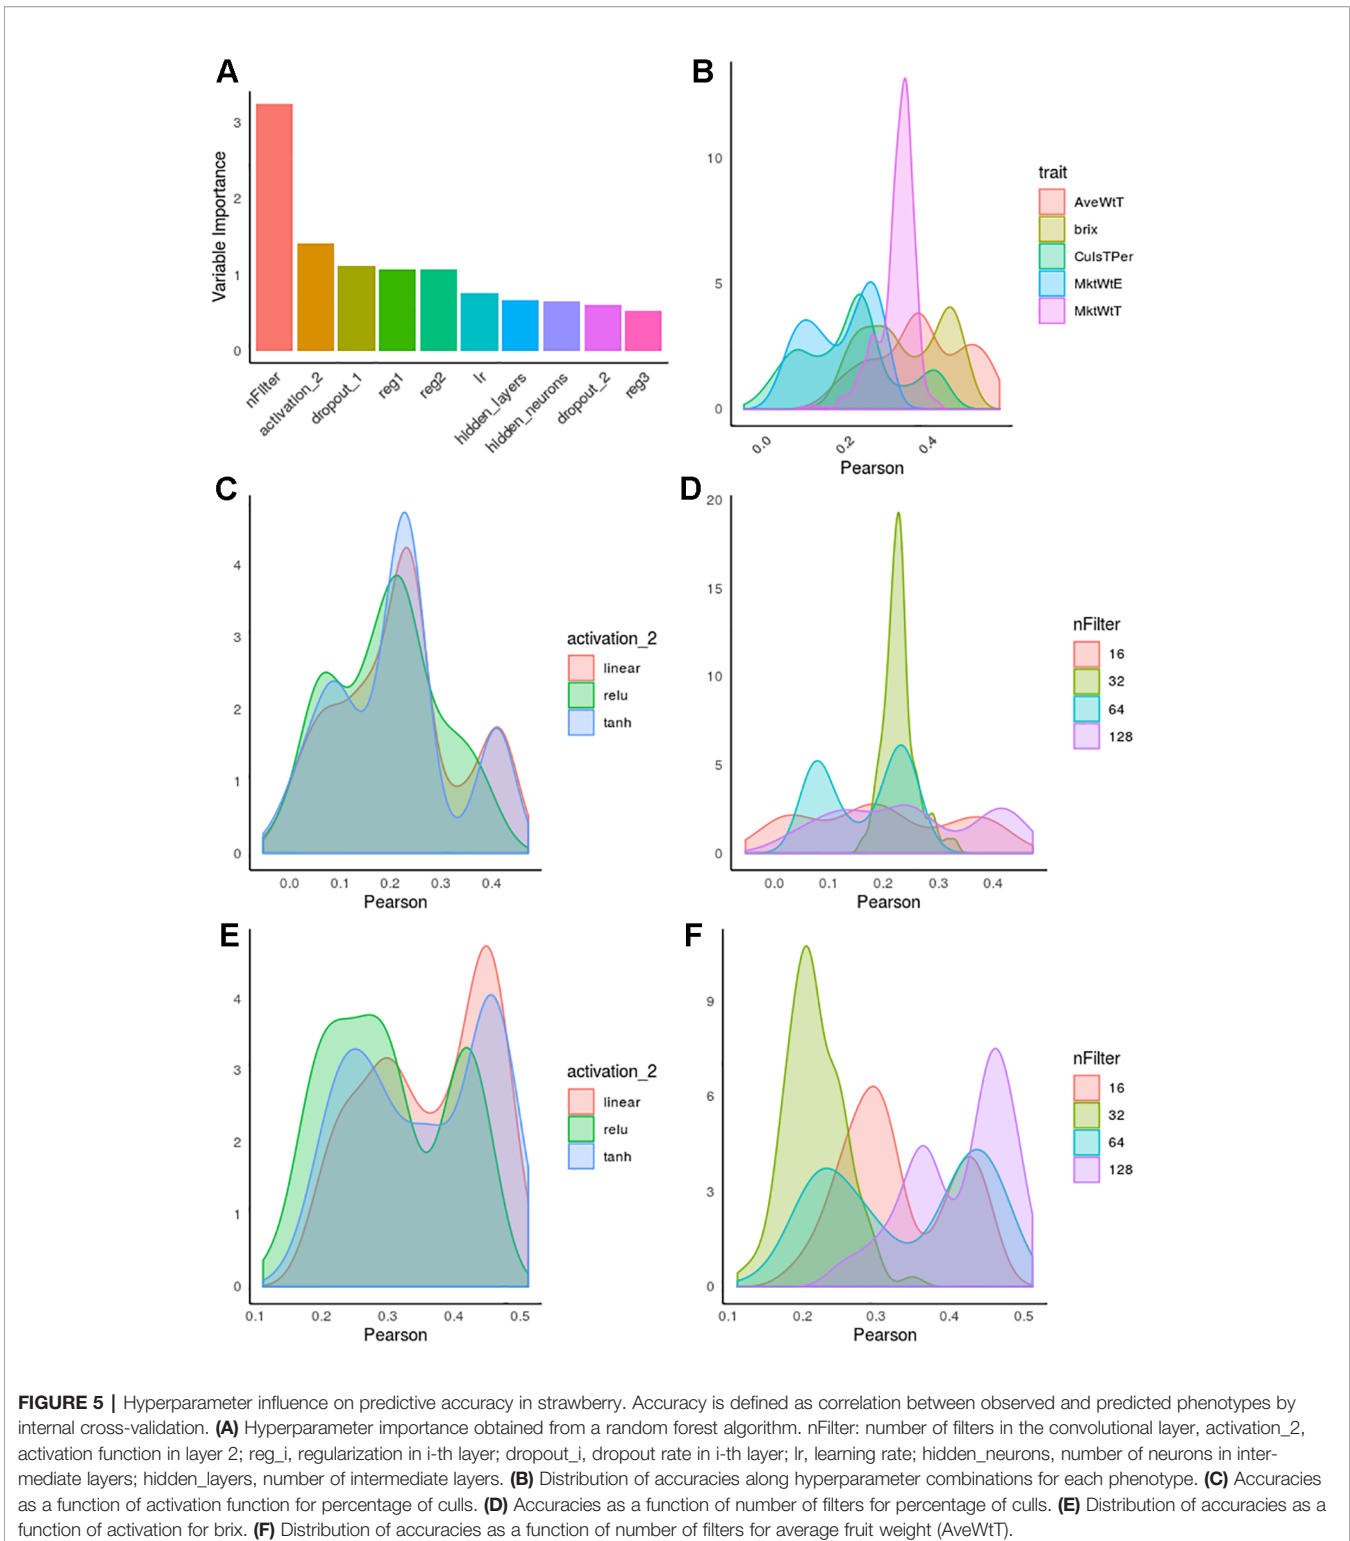 A
Variable Importance
3
2
1
0
nFilter
activation_2
dropout_1
reg1
reg2
lr
hidden_layers
hidden_neurons
dropout_2
reg3
B
10
5
0
0.0
0.2
0.4
Pearson
trait
AveWtT
brix
CulsTPer
MktWtE
MktWtT
C
4
3
2
1
0
0.0 0.1 0.2 0.3 0.4
Pearson
activation_2
linear
relu
tanh
D
20
15
10
5
0
0.0 0.1 0.2 0.3 0.4
Pearson
nFilter
16
32
64
128
E
4
3
2
1
0
0.1 0.2 0.3 0.4 0.5
Pearson
activation_2
linear
relu
tanh
F
9
6
3
0
0.1 0.2 0.3 0.4 0.5
Pearson
nFilter
16
32
64
128
FIGURE 5 | Hyperparameter influence on predictive accuracy in strawberry. Accuracy is defined as correlation between observed and predicted phenotypes by
internal cross-validation. (A) Hyperparameter importance obtained from a random forest algorithm. nFilter: number of filters in the convolutional layer, activation_2,
activation function in layer 2; reg_i, regularization in i-th layer; dropout_i, dropout rate in i-th layer; lr, learning rate; hidden_neurons, number of neurons in inter-
mediate layers; hidden_layers, number of intermediate layers. (B) Distribution of accuracies along hyperparameter combinations for each phenotype. (C) Accuracies
as a function of activation function for percentage of culls. (D) Accuracies as a function of number of filters for percentage of culls. (E) Distribution of accuracies as a
function of activation for brix. (F) Distribution of accuracies as a function of number of filters for average fruit weight (AveWtT).